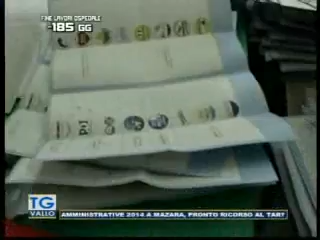 FINE LAVORI OSPEDALE
-185 GG
TG
VALLO
AMMINISTRATIVE 2014 A MAZARA, PRONTO RICORSO AL TAR?